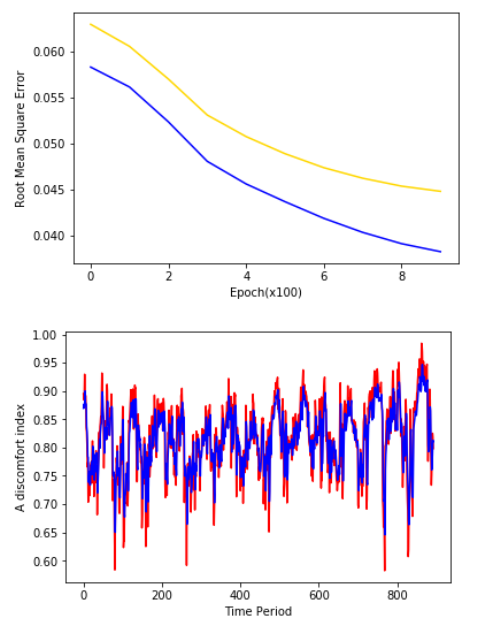 0.060
0.055
0.050
0.045
0.040
Root Mean Square Error
0 2 4 6 8
Epoch(x100)
1.00
0.95
0.90
0.85
0.80
0.75
0.70
0.65
0.60
A discomfort index
0 200 400 600 800
Time Period